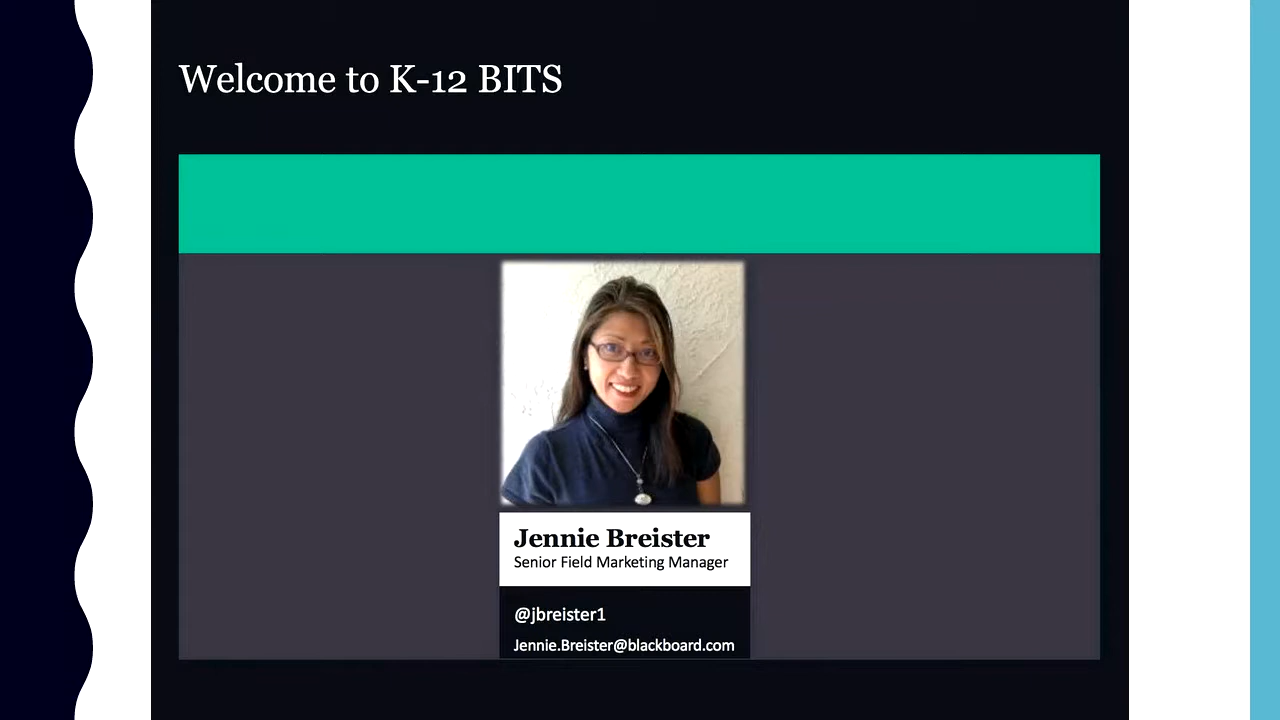 Welcome to K-12 BITS
Jennie Breister
Senior Field Marketing Manager
@jbreister1
Jennie.Breister@blackboard.com